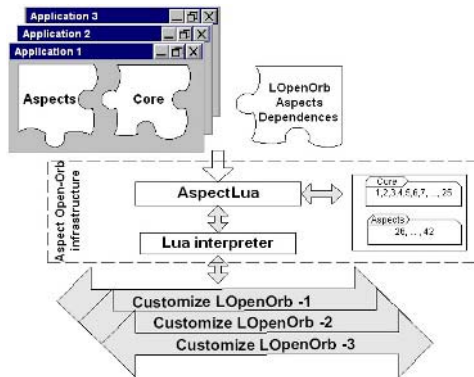 Application 3
Application 2
Application 1
Aspects
Core
LOpenOrb
Aspects
Dependences
Aspect Open-Orb
infrastructure
AspectLua
Lua interpreter
Core
1,2,3,4,5,6,7, ..., 25
Aspects
26, ... , 42
Customize LOpenOrb -1
Customize LOpenOrb -2
Customize LOpenOrb -3